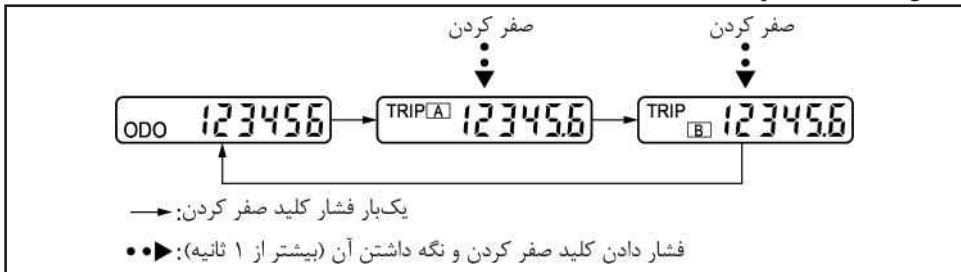 صفر کردن
صفر کردن
ODO 123456
TRIP A 12345.6
TRIP B 12345.6
یک‌بار فشار کلید صفر کردن:
فشار دادن کلید صفر کردن و نگه داشتن آن (بیشتر از ۱ ثانیه):